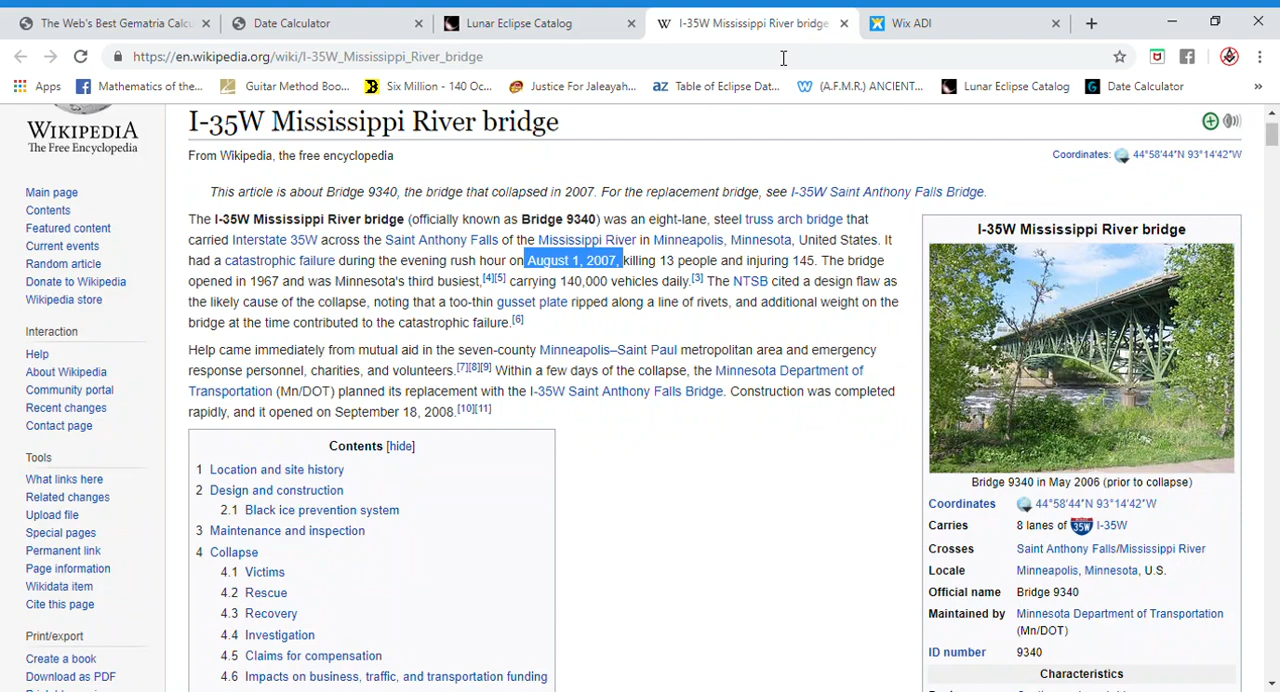 The Web's Best Gematria Calcu
Date Calculator
Lunar Eclipse Catalog
W I-35W Mississippi River bridge
Wix ADI
https://en.wikipedia.org/wiki/I-35W_Mississippi_River_bridge
Apps
Mathematics of the...
Guitar Method Boo...
Six Million - 140 Oc...
Justice For Jaleayah...
az Table of Eclipse Dat...
(A.F.M.R.) ANCIENT...
Lunar Eclipse Catalog
Date Calculator
»
WIKIPEDIA
The Free Encyclopedia
Main page
Contents
Featured content
Current events
Random article
Donate to Wikipedia
Wikipedia store
Interaction
Help
About Wikipedia
Community portal
Recent changes
Contact page
Tools
What links here
Related changes
Upload file
Special pages
Permanent link
Page information
Wikidata item
Cite this page
Print/export
Create a book
Download as PDF
I-35W Mississippi River bridge
From Wikipedia, the free encyclopedia
Coordinates: 44°58′44″N 93°14′42″W
This article is about Bridge 9340, the bridge that collapsed in 2007. For the replacement bridge, see I-35W Saint Anthony Falls Bridge.
The I-35W Mississippi River bridge (officially known as Bridge 9340) was an eight-lane, steel truss arch bridge that
carried Interstate 35W across the Saint Anthony Falls of the Mississippi River in Minneapolis, Minnesota, United States. It
had a catastrophic failure during the evening rush hour on August 1, 2007, killing 13 people and injuring 145. The bridge
opened in 1967 and was Minnesota's third busiest,[4][5] carrying 140,000 vehicles daily.[3] The NTSB cited a design flaw as
the likely cause of the collapse, noting that a too-thin gusset plate ripped along a line of rivets, and additional weight on the
bridge at the time contributed to the catastrophic failure.[6]
Help came immediately from mutual aid in the seven-county Minneapolis–Saint Paul metropolitan area and emergency
response personnel, charities, and volunteers.[7][8][9] Within a few days of the collapse, the Minnesota Department of
Transportation (Mn/DOT) planned its replacement with the I-35W Saint Anthony Falls Bridge. Construction was completed
rapidly, and it opened on September 18, 2008.[10][11]
Contents [hide]
1 Location and site history
2 Design and construction
2.1 Black ice prevention system
3 Maintenance and inspection
4 Collapse
4.1 Victims
4.2 Rescue
4.3 Recovery
4.4 Investigation
4.5 Claims for compensation
4.6 Impacts on business, traffic, and transportation funding
I-35W Mississippi River bridge
Bridge 9340 in May 2006 (prior to collapse)
Coordinates 44°58′44″N 93°14′42″W
Carries 8 lanes of 35W I-35W
Crosses Saint Anthony Falls/Mississippi River
Locale Minneapolis, Minnesota, U.S.
Official name Bridge 9340
Maintained by Minnesota Department of Transportation
(Mn/DOT)
ID number 9340
Characteristics